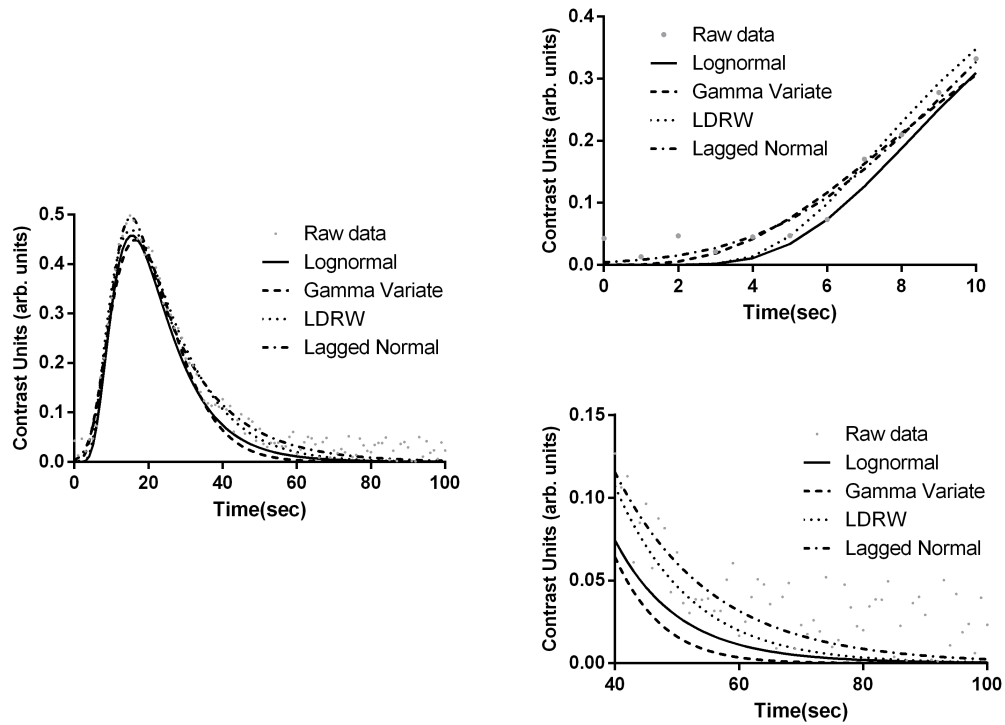 0.5
0.4
0.3
0.2
0.1
0.0
0 20 40 60 80 100
Contrast Units (arb. units)
Time(sec)
Raw data
Lognormal
Gamma Variate
LDRW
Lagged Normal
0.4
0.3
0.2
0.1
0.0
0 2 4 6 8 10
Contrast Units (arb. units)
Time(sec)
Raw data
Lognormal
Gamma Variate
LDRW
Lagged Normal
0.15
0.10
0.05
0.00
40 60 80 100
Contrast Units (arb. units)
Time(sec)
Raw data
Lognormal
Gamma Variate
LDRW
Lagged Normal